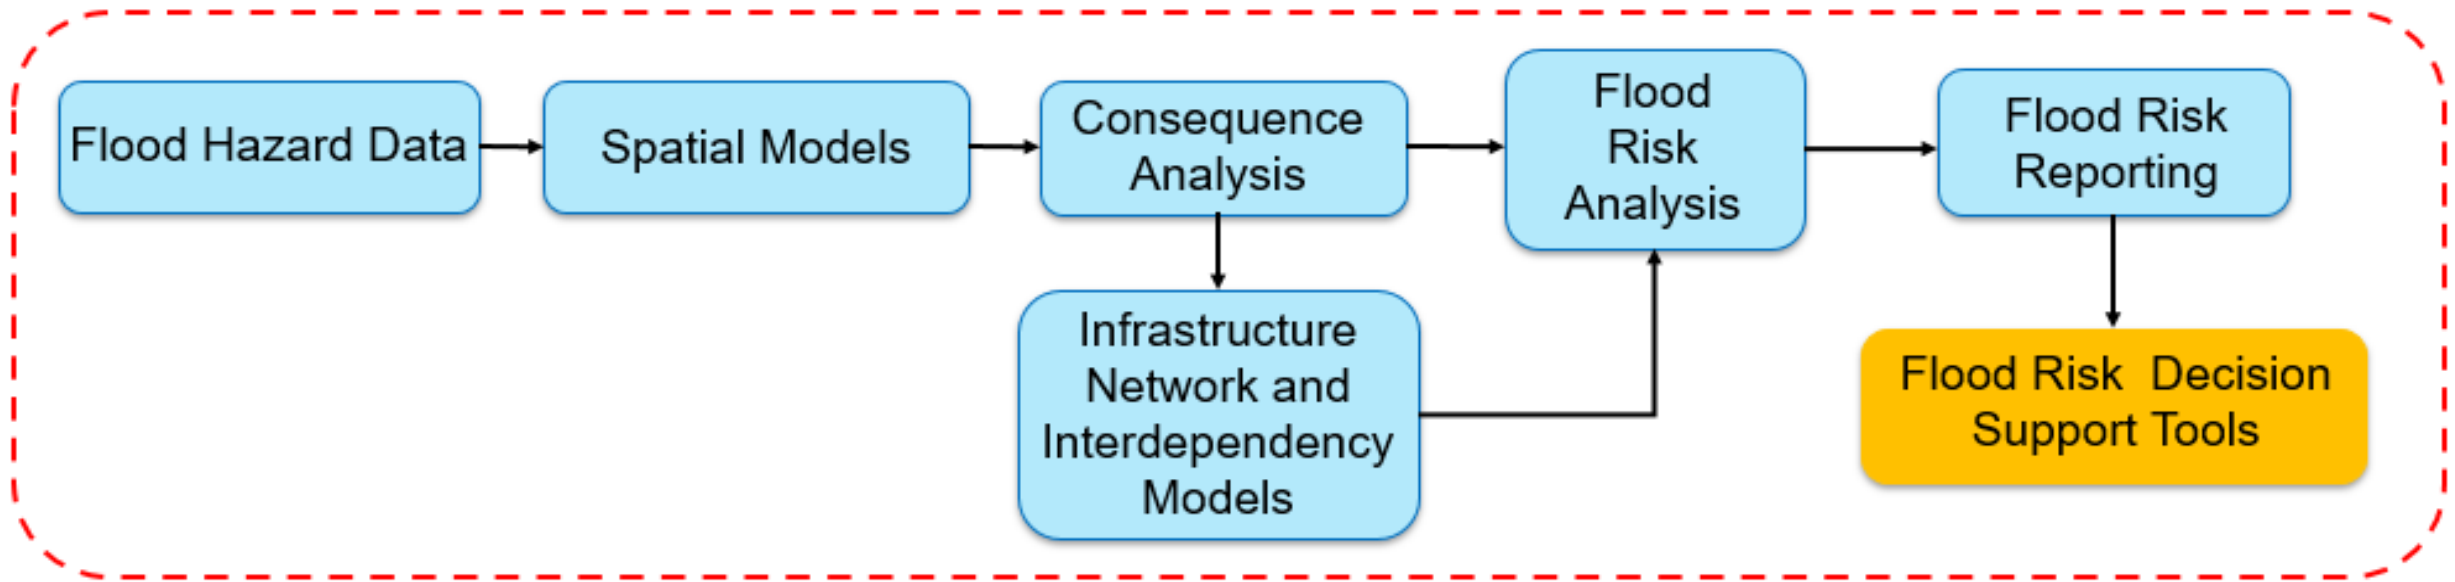 Flood Hazard Data
Spatial Models
Consequence
Analysis
Flood
Risk
Analysis
Flood Risk
Reporting
Infrastructure
Network and
Interdependency
Models
Flood Risk  Decision
Support Tools